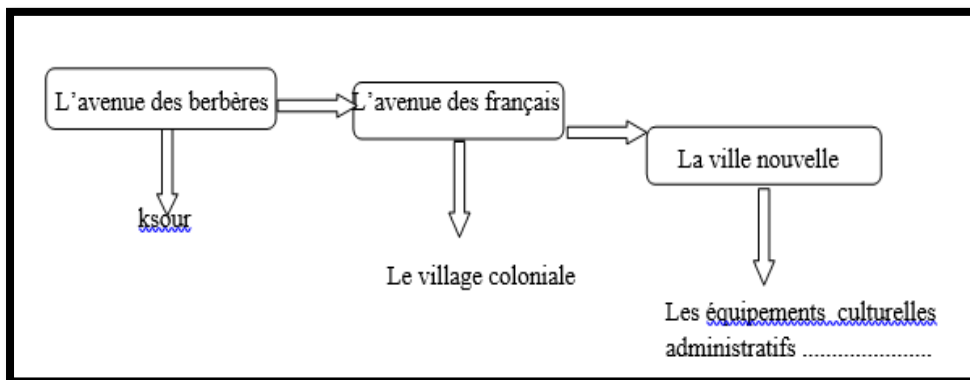 L'avenue des berbères
L'avenue des français
La ville nouvelle
ksour
Le village coloniale
Les équipements culturelles
administratifs ......................